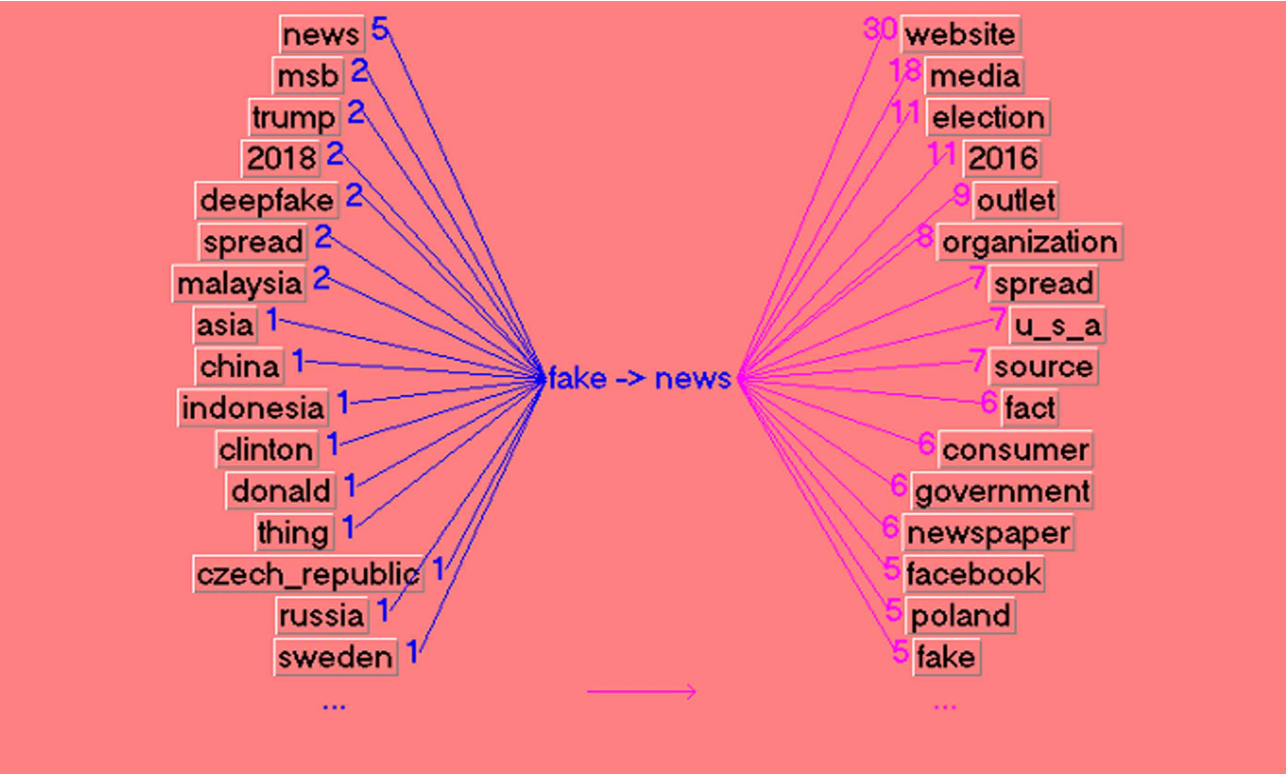 news 5
30 website
msb 2
18 media
trump 2
11 election
2018 2
11 2016
deepfake 2
9 outlet
spread 2
8 organization
malaysia 2
7 spread
asia 1
7 u_s_a
china 1
7 source
fake -> news
indonesia 1
6 fact
clinton 1
6 consumer
donald 1
6 government
thing 1
6 newspaper
czech_republic 1
5 facebook
russia 1
5 poland
sweden 1
5 fake
...
...